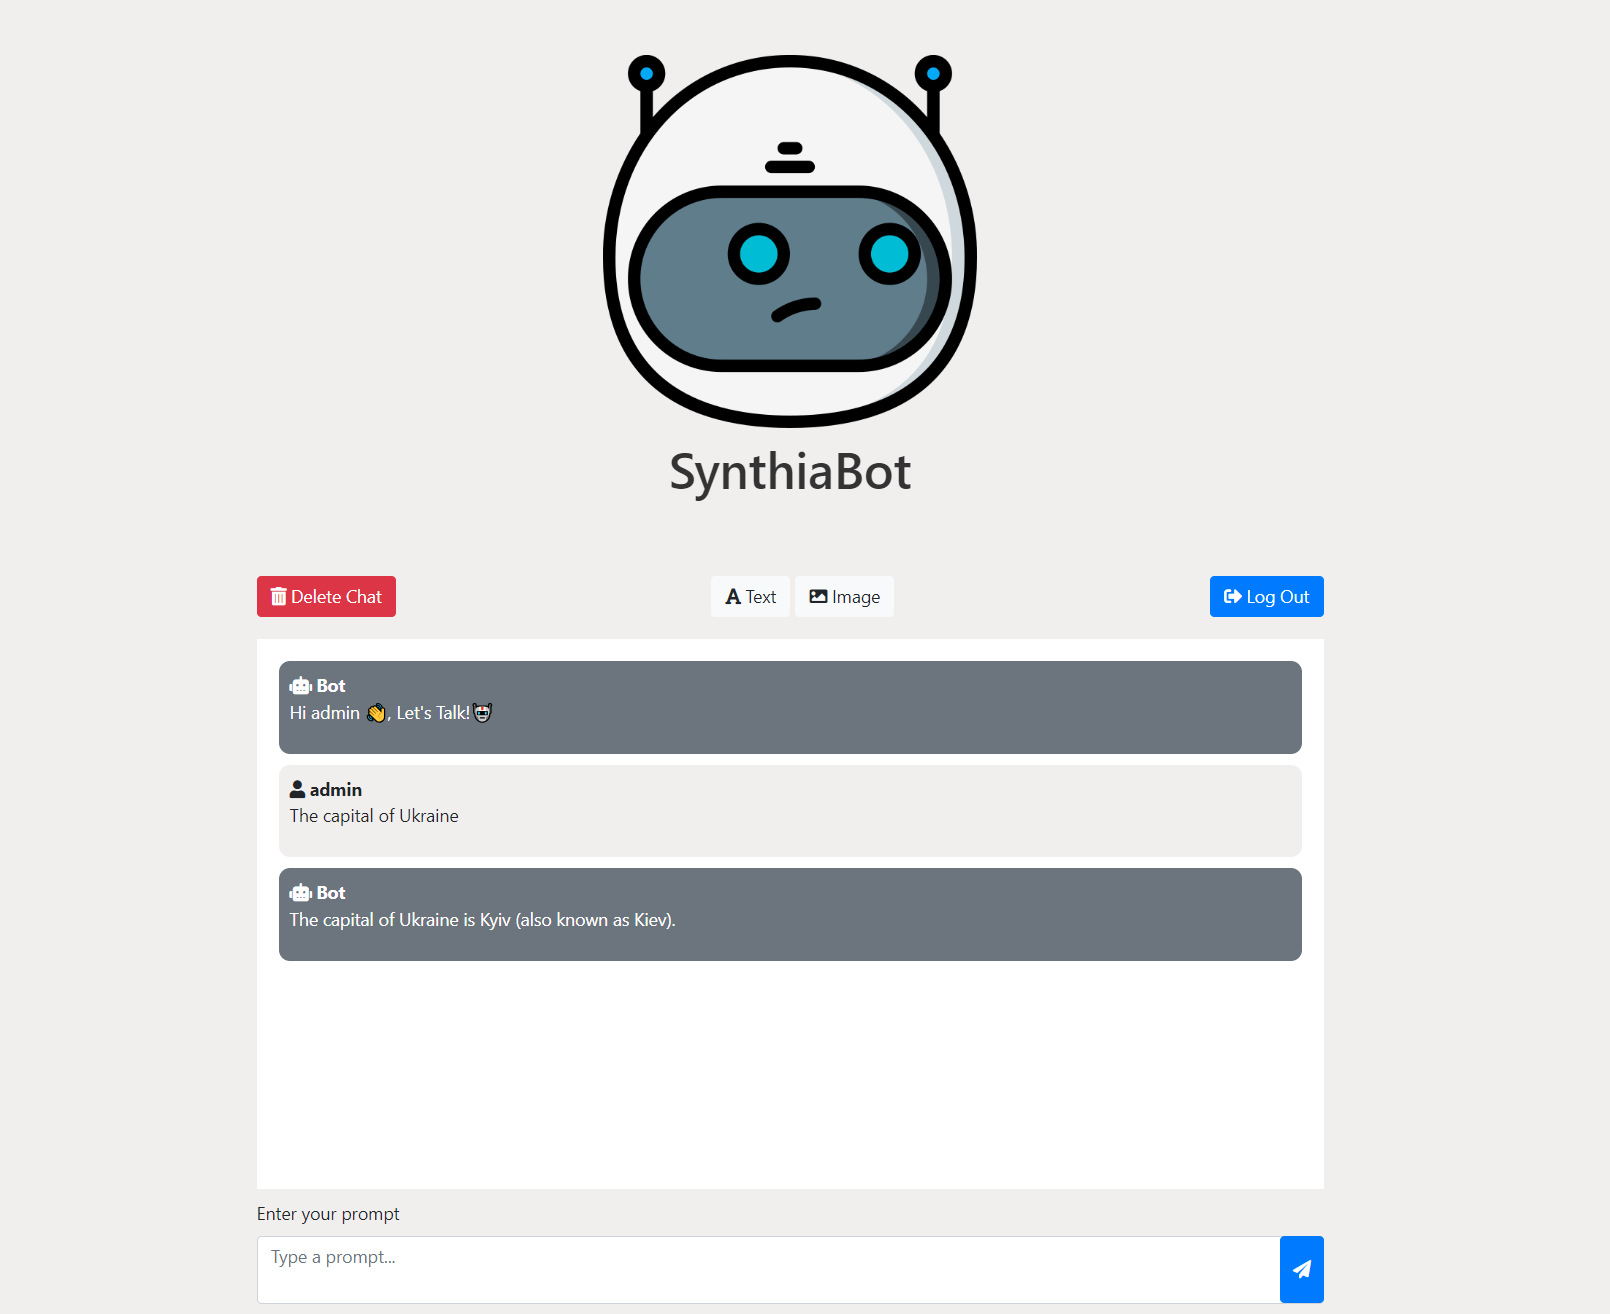 SynthiaBot
Delete Chat
Text
Image
Log Out
Bot
Hi admin 👋, Let's Talk!
admin
The capital of Ukraine
Bot
The capital of Ukraine is Kyiv (also known as Kiev).
Enter your prompt
Type a prompt...